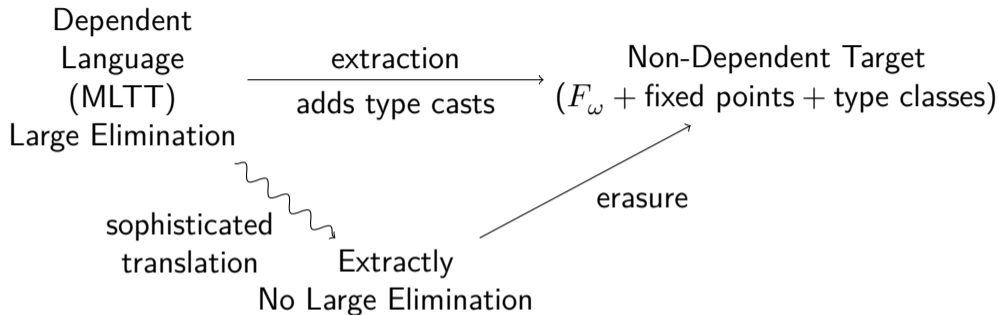 Dependent
Language
(MLTT)
Large Elimination
extraction
adds type casts
Non-Dependent Target
(Fω + fixed points + type classes)
sophisticated
translation
erasure
Extractly
No Large Elimination